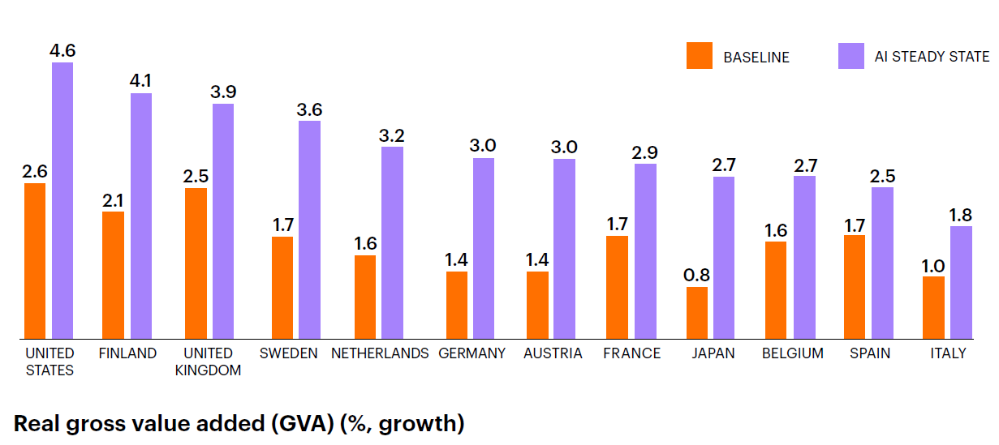 BASELINE
AI STEADY STATE
4.6
4.1
3.9
3.6
3.2
3.0
3.0
2.9
2.7
2.7
2.5
1.8
2.6
2.1
2.5
1.7
1.6
1.4
1.4
1.7
0.8
1.6
1.7
1.0
UNITED STATES
FINLAND
UNITED KINGDOM
SWEDEN
NETHERLANDS
GERMANY
AUSTRIA
FRANCE
JAPAN
BELGIUM
SPAIN
ITALY
Real gross value added (GVA) (%, growth)